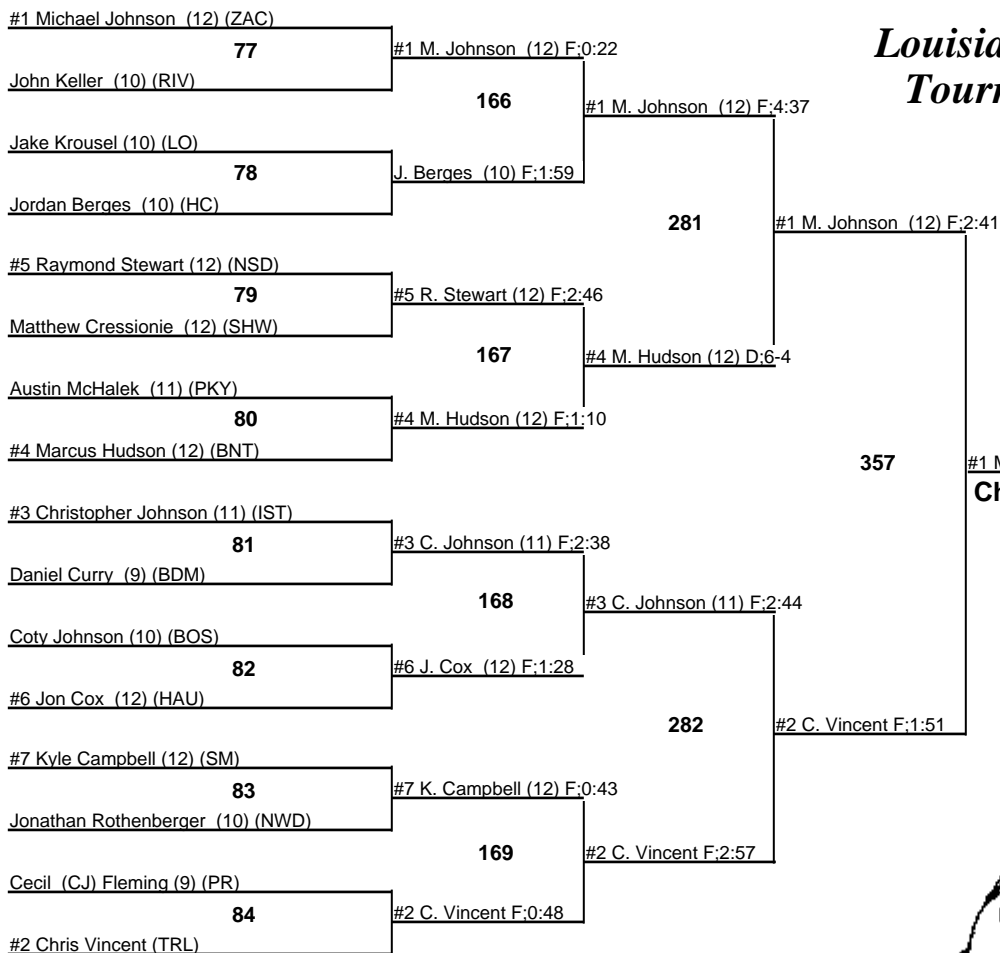 #1 Michael Johnson (12) (ZAC)
77
John Keller (10) (RIV)
Jake Krousel (10) (LO)
78
Jordan Berges (10) (HC)
#5 Raymond Stewart (12) (NSD)
79
Matthew Cressionie (12) (SHW)
Austin McHalek (11) (PKY)
80
#4 Marcus Hudson (12) (BNT)
#3 Christopher Johnson (11) (IST)
81
Daniel Curry (9) (BDM)
Coty Johnson (10) (BOS)
82
#6 Jon Cox (12) (HAU)
#7 Kyle Campbell (12) (SM)
83
Jonathan Rothenberger (10) (NWD)
Cecil (CJ) Fleming (9) (PR)
84
#2 Chris Vincent (TRL)
#1 M. Johnson (12) F;0:22
166
J. Berges (10) F;1:59
#5 R. Stewart (12) F;2:46
167
#4 M. Hudson (12) F;1:10
#3 C. Johnson (11) F;2:38
168
#6 J. Cox (12) F;1:28
#7 K. Campbell (12) F;0:43
169
#2 C. Vincent F;0:48
#1 M. Johnson (12) F;4:37
281
#4 M. Hudson (12) D;6-4
#3 C. Johnson (11) F;2:44
282
#2 C. Vincent F;2:57
#1 M. Johnson (12) F;2:41
357
#2 C. Vincent F;1:51
#1 M
Ch
Louisia
Tourn